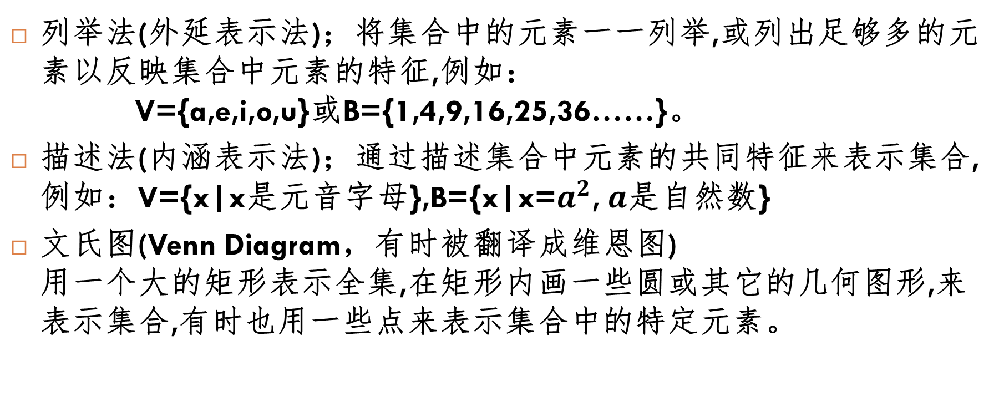 列举法(外延表示法)；将集合中的元素一一列举,或列出足够多的元
素以反映集合中元素的特征,例如：
V={a,e,i,o,u}或B={1,4,9,16,25,36……}。
描述法(内涵表示法)；通过描述集合中元素的共同特征来表示集合,
例如：V={x|x是元音字母},B={x|x=a²,a是自然数}
文氏图(Venn Diagram，有时被翻译成维恩图)
用一个大的矩形表示全集,在矩形内画一些圆或其它的几何图形,来
表示集合,有时也用一些点来表示集合中的特定元素。